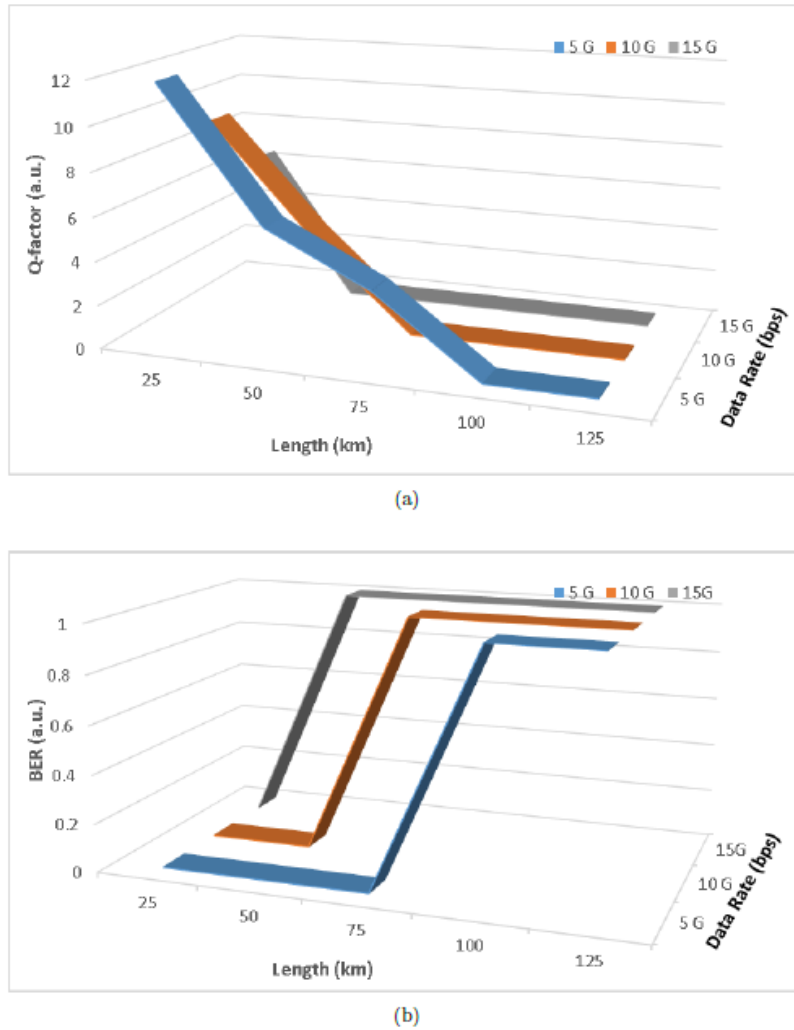 5 G 10 G 15 G
12
10
8
6
4
2
0
Q-factor (a.u.)
25
50
75
100
125
Length (km)
5 G
10 G
15 G
Data Rate (bps)
(a)
5 G 10 G 15G
1
0.8
0.6
0.4
0.2
0
BER (a.u.)
25
50
75
100
125
Length (km)
5 G
10 G
15G
Data Rate (bps)
(b)